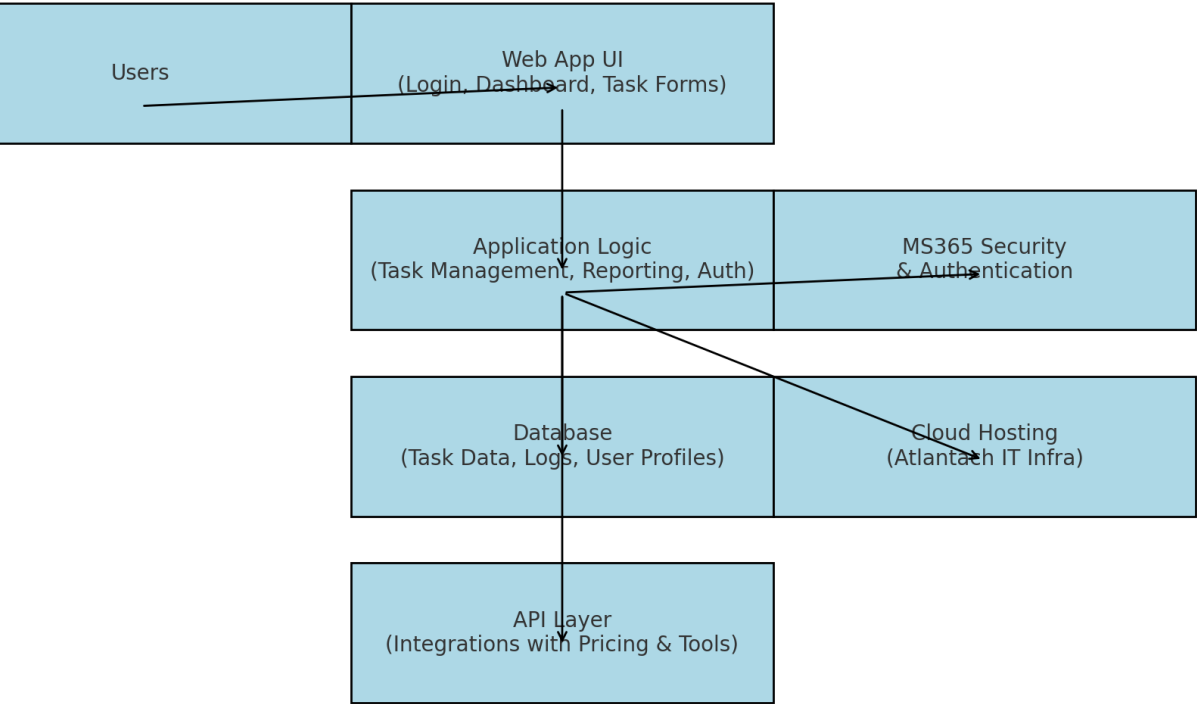 Users
Web App UI
(Login, Dashboard, Task Forms)
Application Logic
(Task Management, Reporting, Auth)
MS365 Security
& Authentication
Database
(Task Data, Logs, User Profiles)
Cloud Hosting
(Atlantach IT Infra)
API Layer
(Integrations with Pricing & Tools)